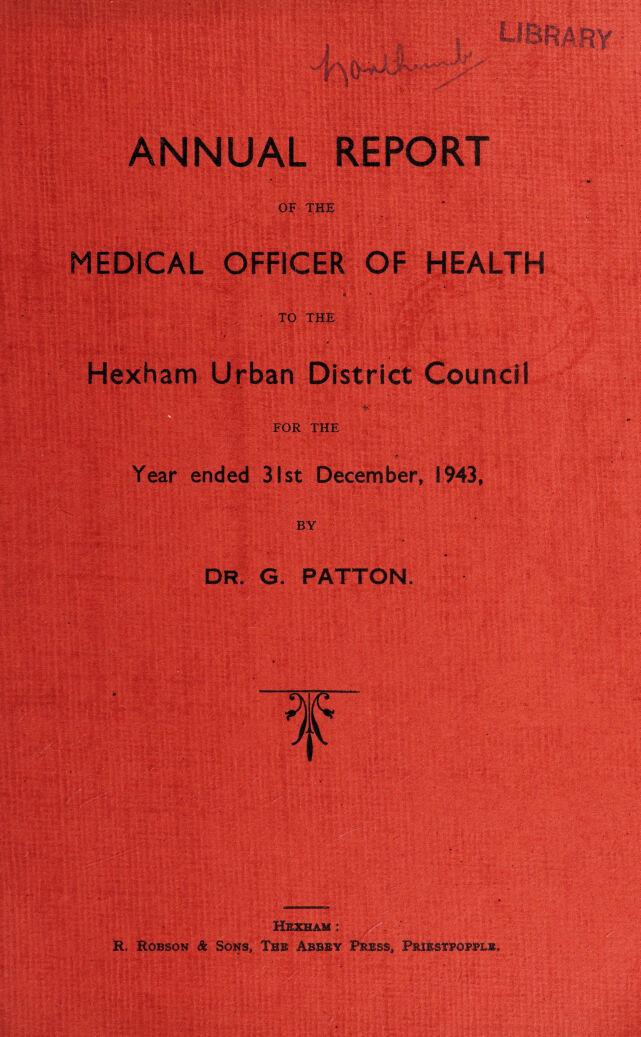 LIBRARY
Northumb
ANNUAL REPORT
OF THE
MEDICAL OFFICER OF HEALTH
TO THE
Hexham Urban District Council
FOR THE
Year ended 31st December, 1943,
BY
DR. G. PATTON.
HEXHAM :
R. ROBSON & SONS, THE ABBEY PRESS, PRIESTPOPPLE.